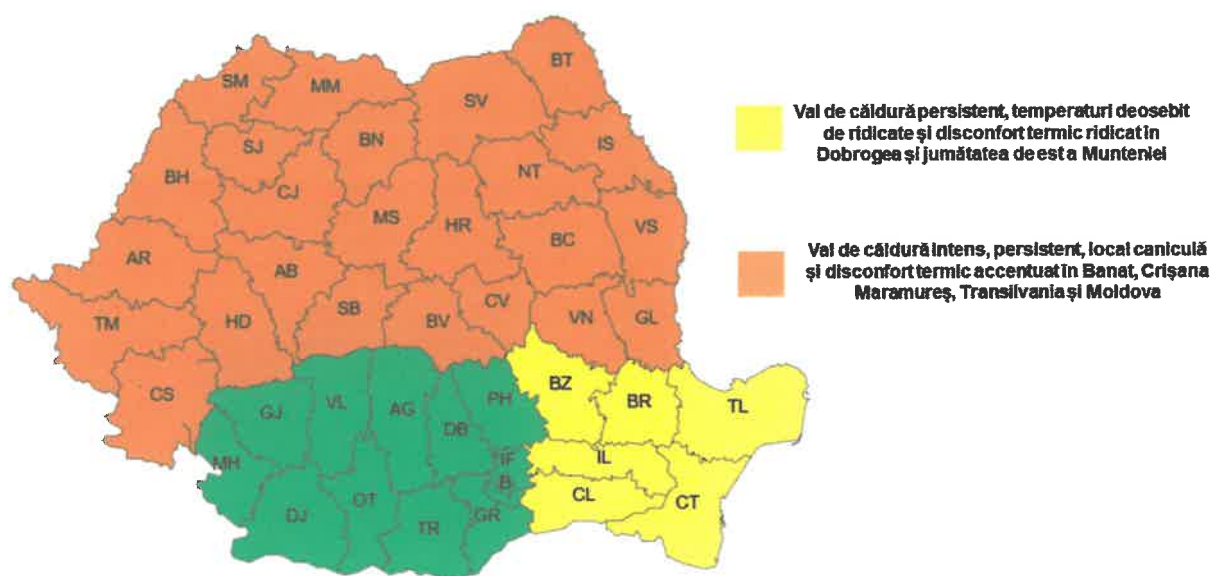 BT
SM
MM
SV
SJ
BN
IS
BH
CJ
NT
MS
HR
VS
BC
AR
AB
SB
CV
TM
HD
BV
VN
GL
CS
BZ
BR
TL
GJ
VL
AG
PH
DB
MH
IF
IL
B
CL
CT
DJ
OT
TR
GR
Val de căldură persistent, temperaturi deosebit
de ridicate și disconfort termic ridicat în
Dobrogea și jumătatea de est a Munteniei
Val de căldură intens, persistent, local caniculă
și disconfort termic accentuat în Banat, Crișana
Maramureș, Transilvania și Moldova